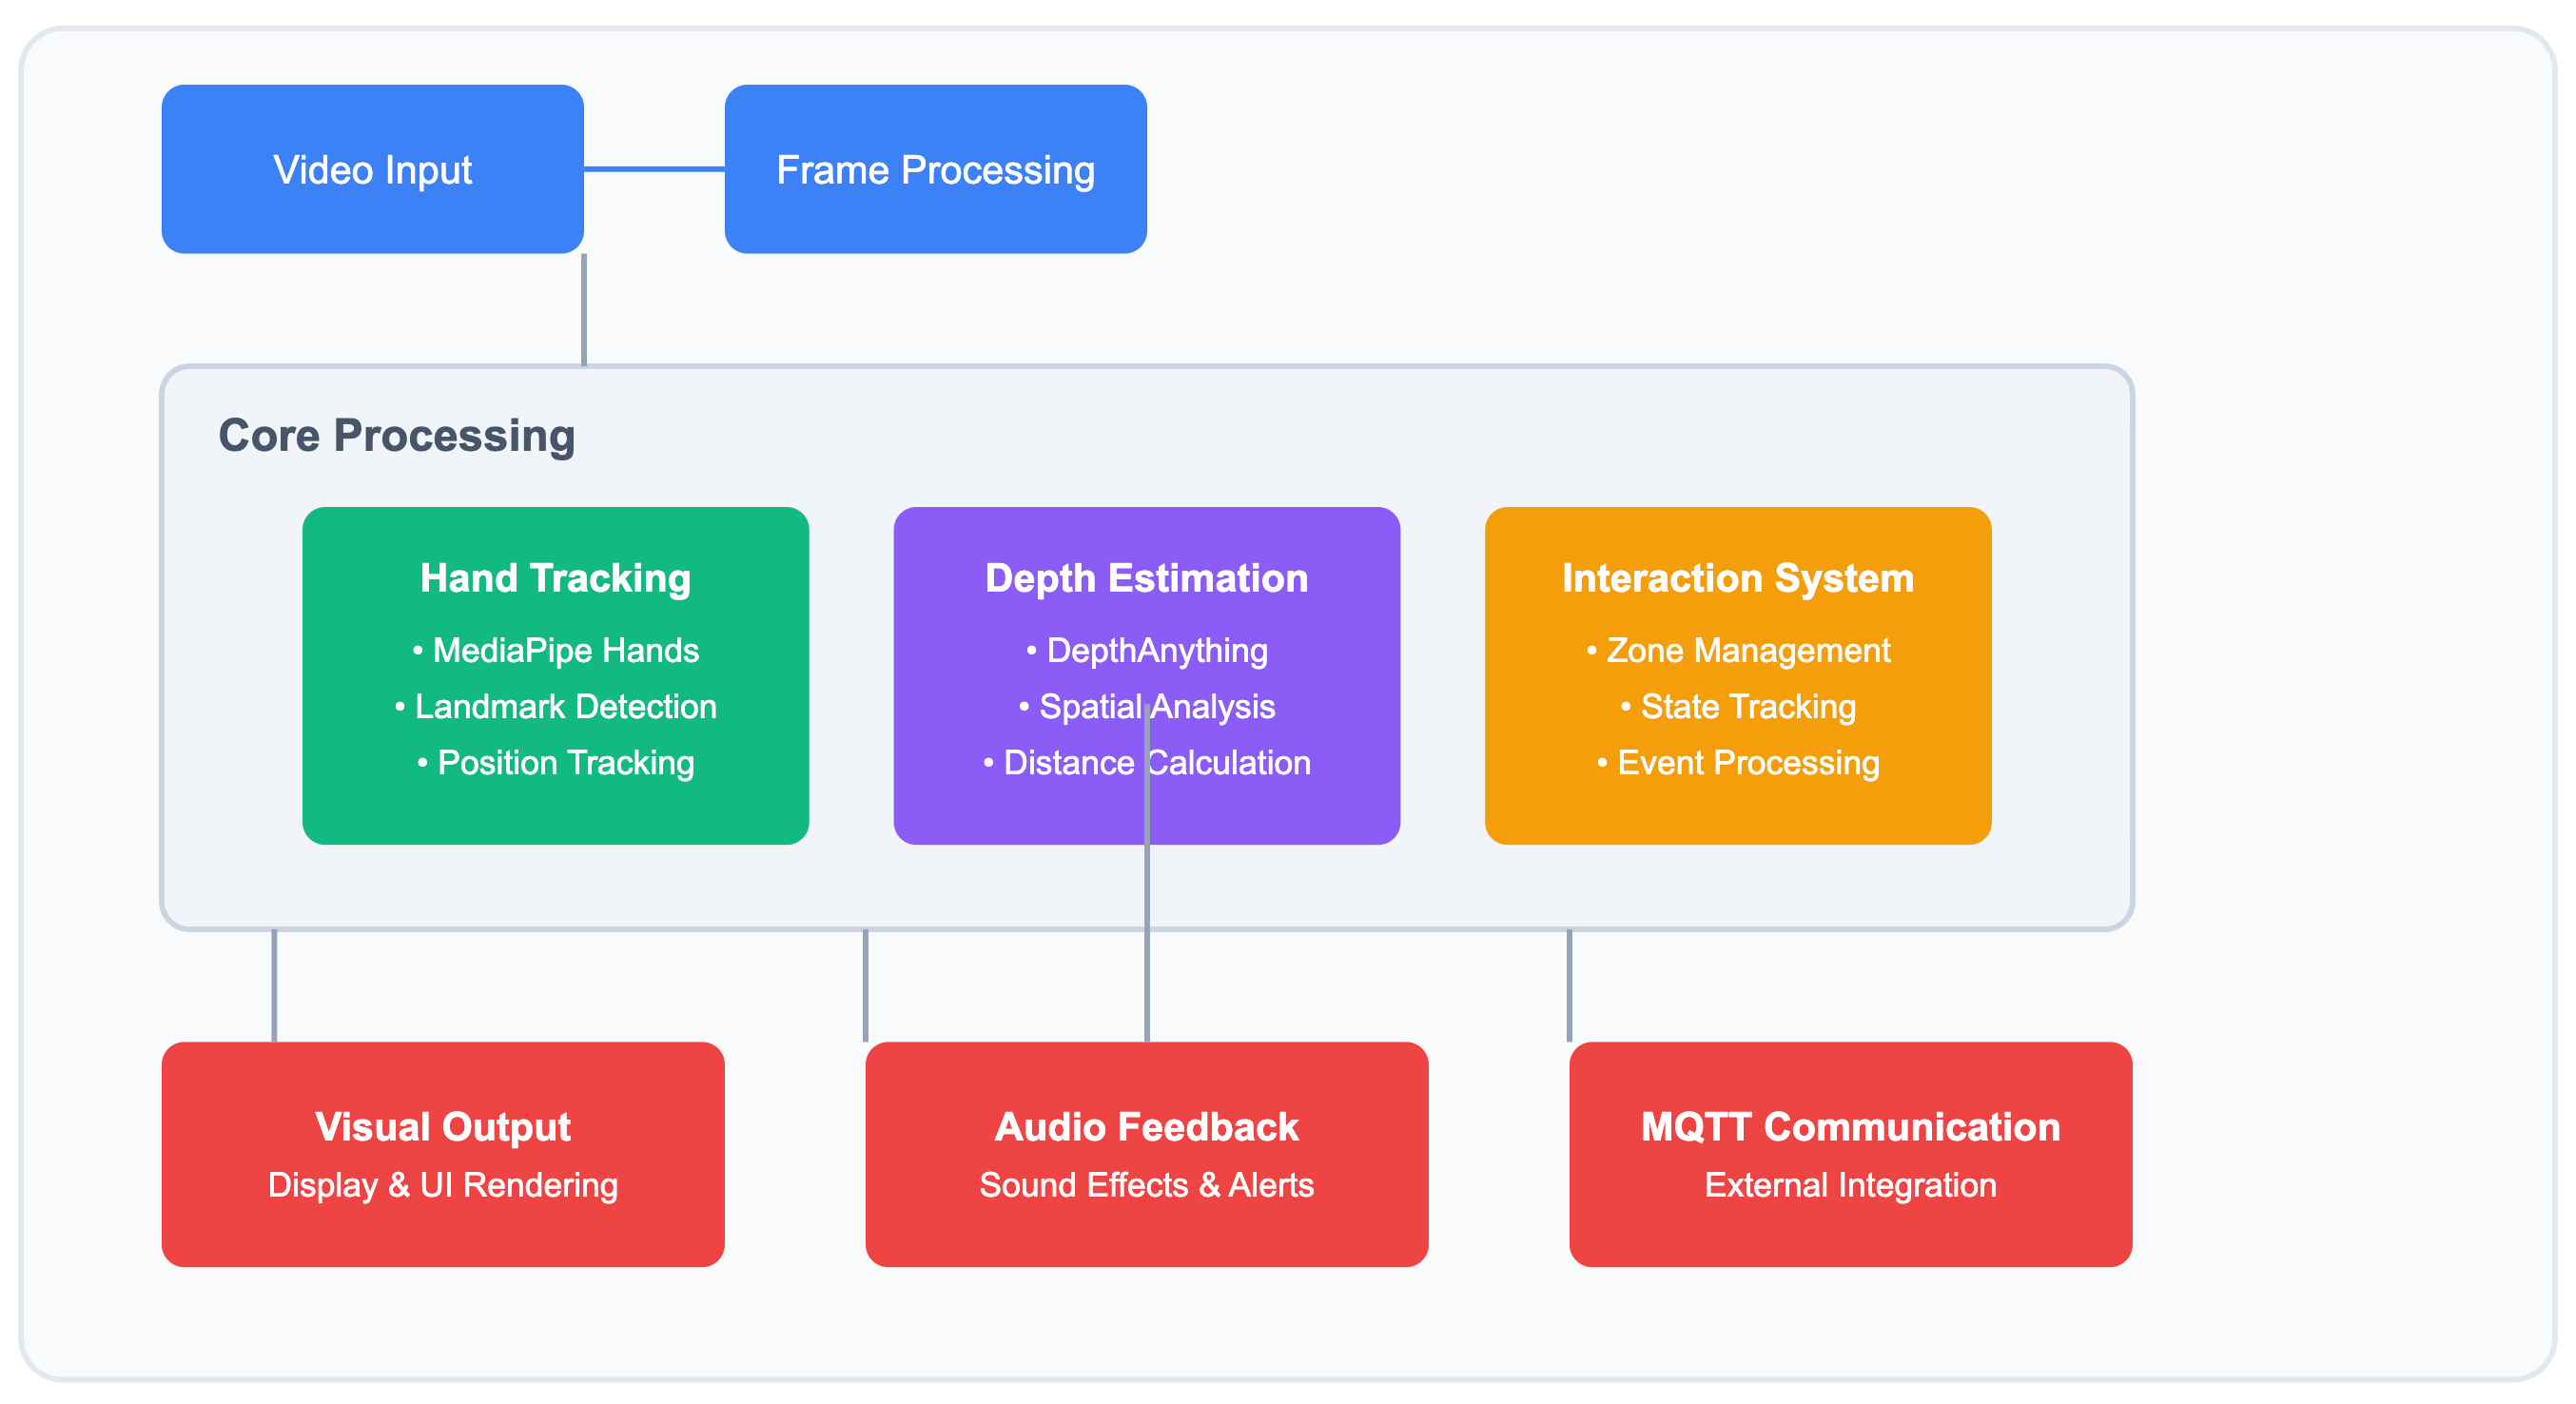 Video Input
Frame Processing
Core Processing
Hand Tracking
• MediaPipe Hands
• Landmark Detection
• Position Tracking
Depth Estimation
• DepthAnything
• Spatial Analysis
• Distance Calculation
Interaction System
• Zone Management
• State Tracking
• Event Processing
Visual Output
Display & UI Rendering
Audio Feedback
Sound Effects & Alerts
MQTT Communication
External Integration